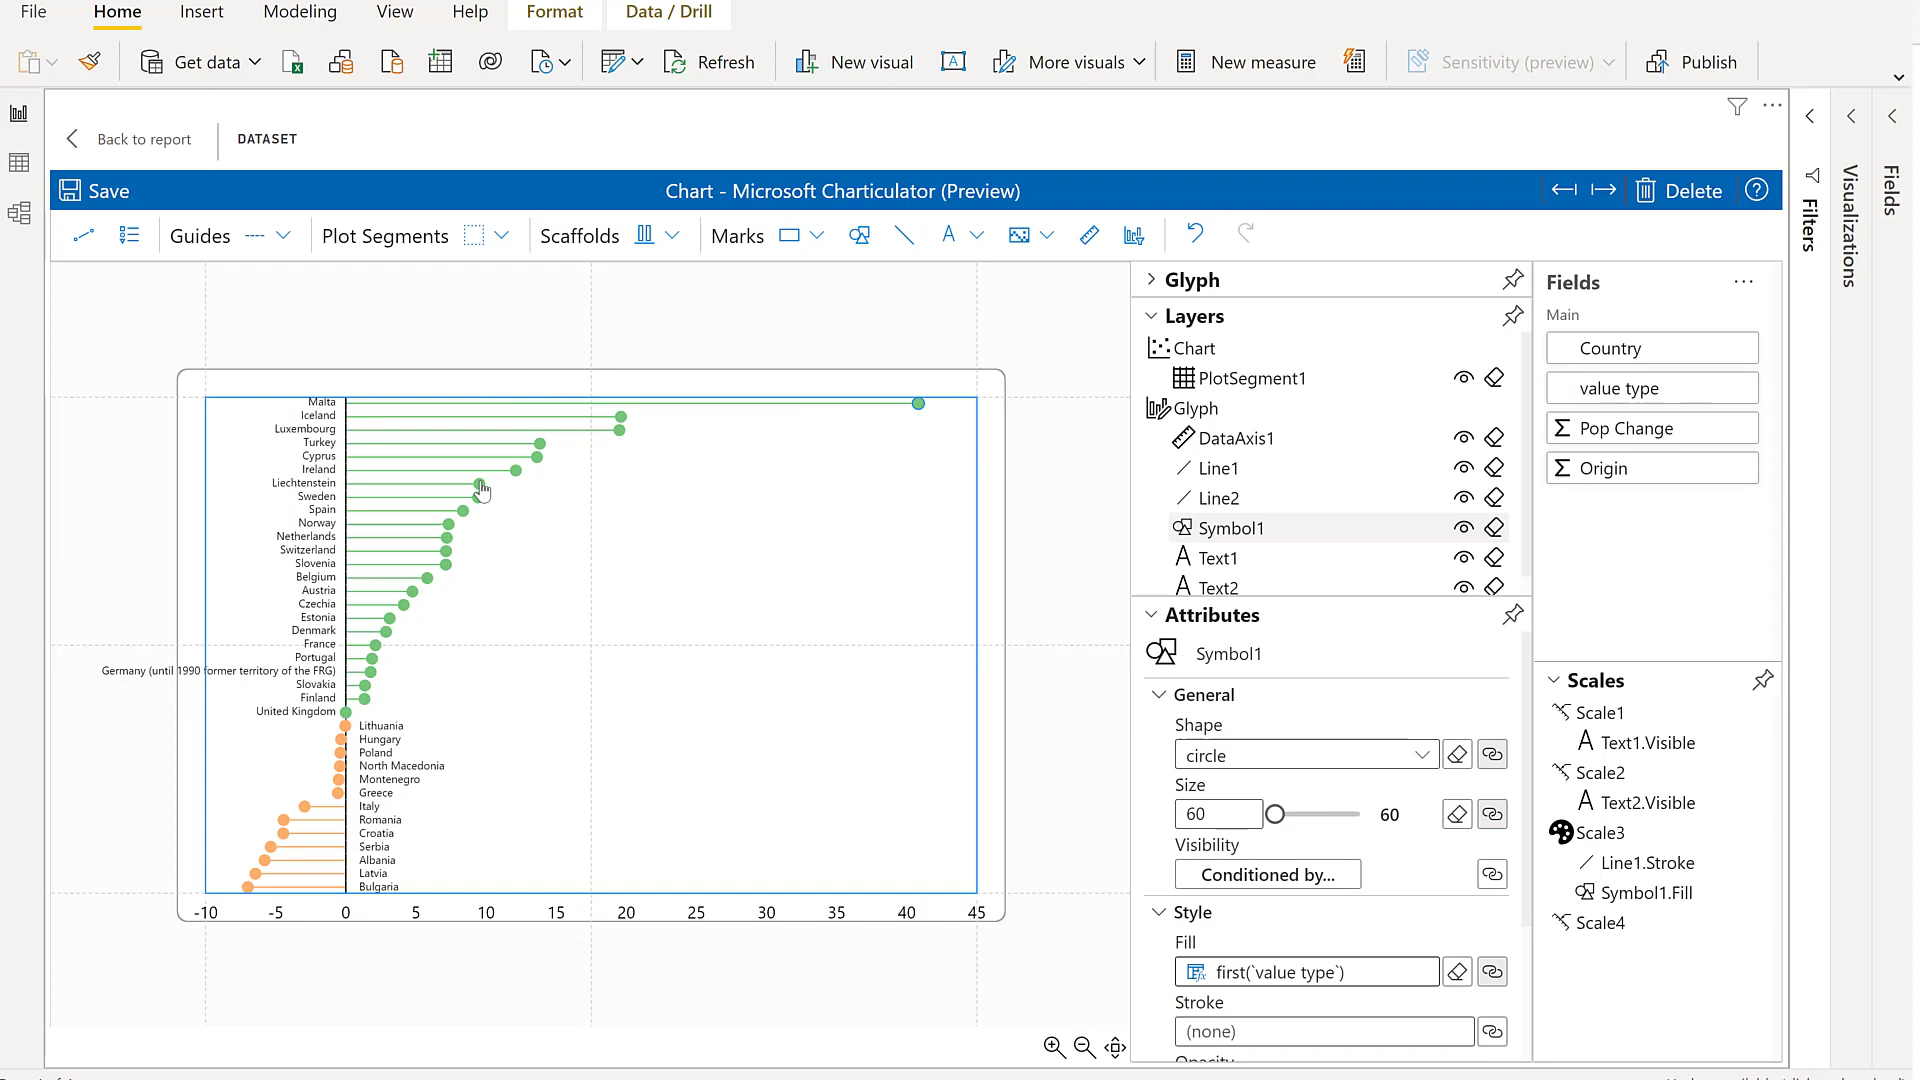 File Home Insert Modeling View Help Format Data / Drill
Get data Refresh New visual More visuals New measure Sensitivity (preview) Publish
Back to report DATASET
Save Chart - Microsoft Charticulator (Preview) Delete
Guides Plot Segments Scaffolds Marks
Malta
Iceland
Luxembourg
Turkey
Cyprus
Ireland
Liechtenstein
Sweden
Spain
Norway
Netherlands
Switzerland
Slovenia
Belgium
Austria
Czechia
Estonia
Denmark
France
Portugal
Germany (until 1990 former territory of the FRG)
Slovakia
Finland
United Kingdom
Lithuania
Hungary
Poland
North Macedonia
Montenegro
Greece
Italy
Romania
Croatia
Serbia
Albania
Latvia
Bulgaria
-10 -5 0 5 10 15 20 25 30 35 40 45
Glyph
Layers
Chart
PlotSegment1
Glyph
DataAxis1
Line1
Line2
Symbol1
Text1
Text2
Attributes
Symbol1
General
Shape
circle
Size
60 60
Visibility
Conditioned by...
Style
Fill
first(`value type`)
Stroke
(none)
Opacity
Fields
Main
Country
value type
Pop Change
Origin
Scales
Scale1
Text1.Visible
Scale2
Text2.Visible
Scale3
Line1.Stroke
Symbol1.Fill
Scale4
Filters
Visualizations
Fields